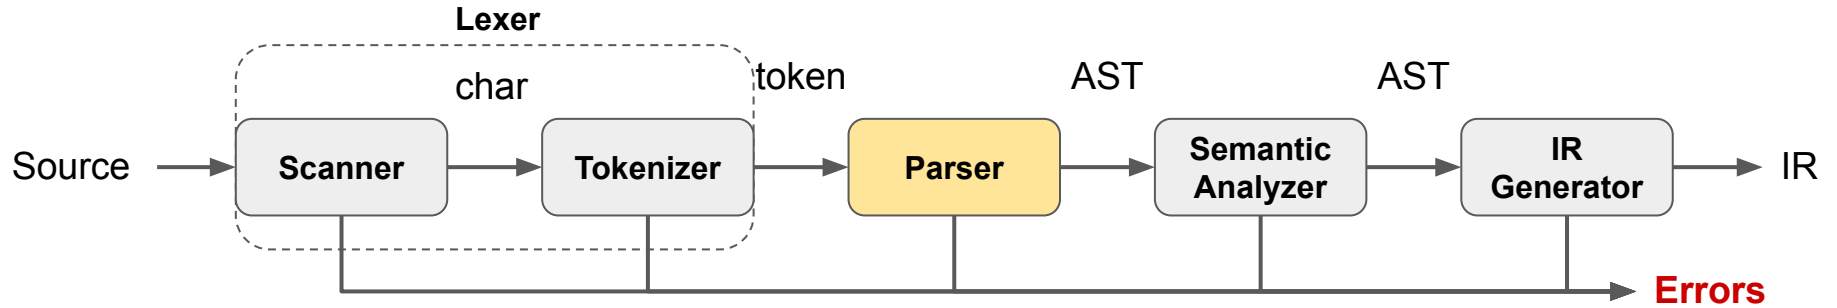 Lexer
char
token
AST
AST
Source
Scanner
Tokenizer
Parser
Semantic
Analyzer
IR
Generator
IR
Errors